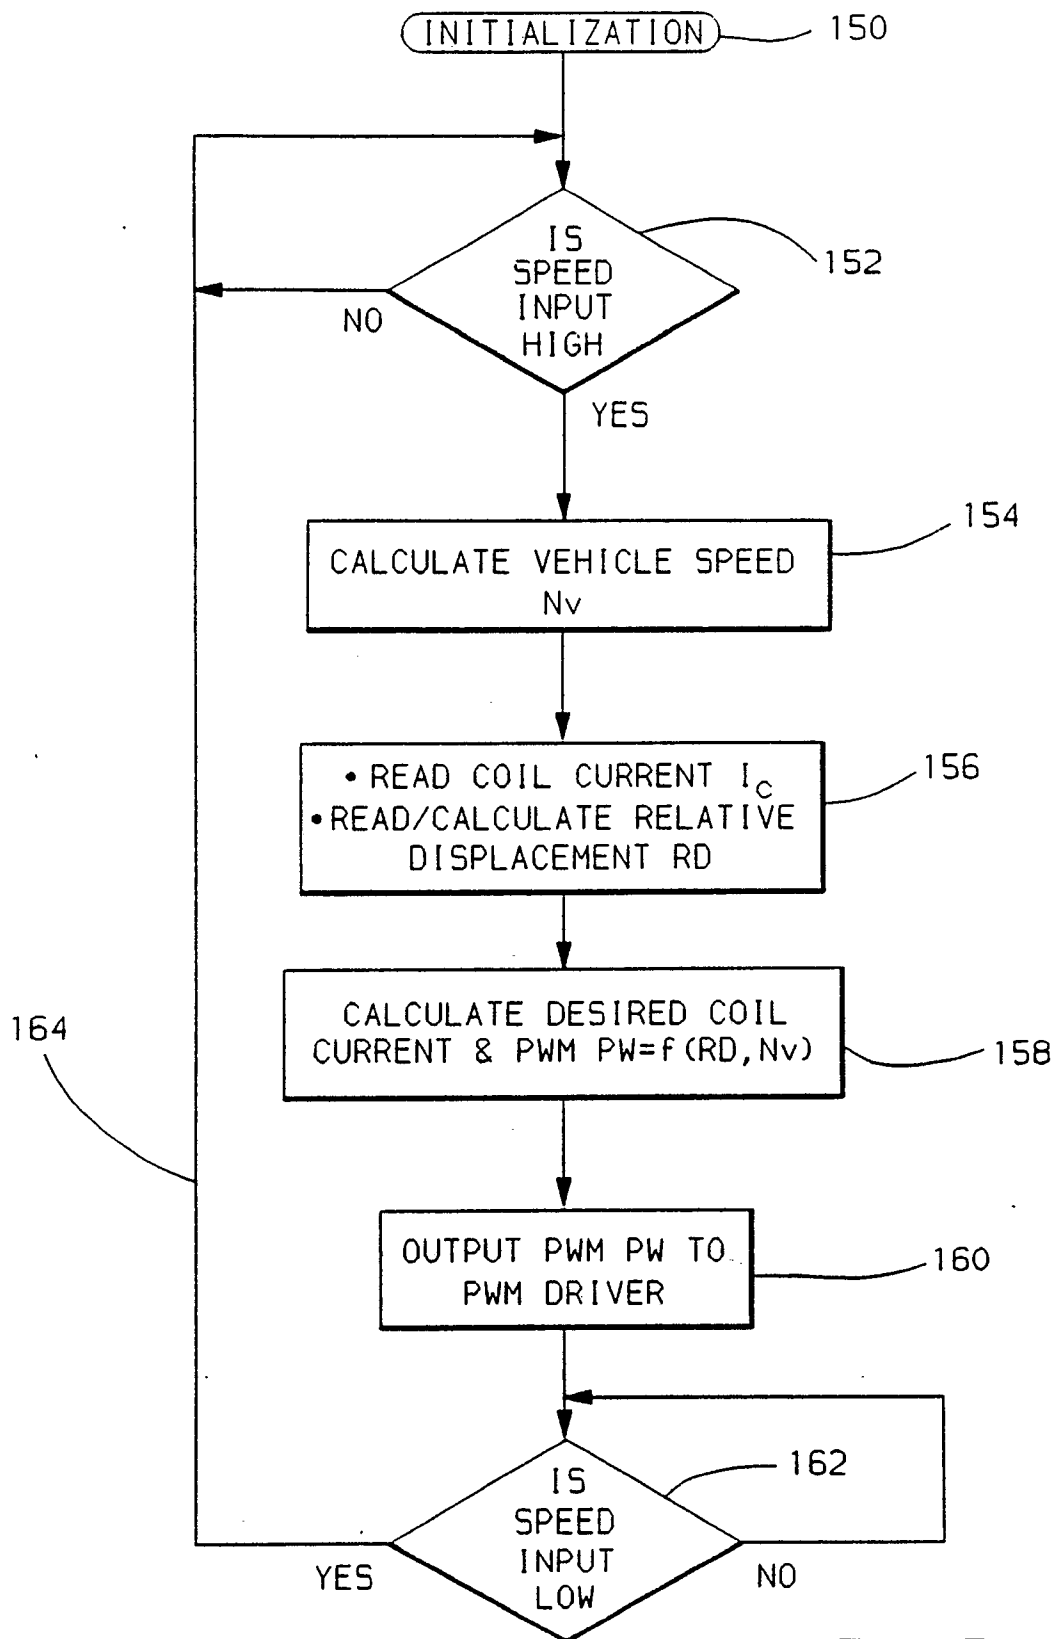 INITIALIZATION
150
IS
SPEED
INPUT
HIGH
152
NO
YES
154
CALCULATE VEHICLE SPEED
Nv
156
• READ COIL CURRENT IC
• READ/CALCULATE RELATIVE
DISPLACEMENT RD
CALCULATE DESIRED COIL
CURRENT & PWM PW=f(RD,Nv)
158
164
OUTPUT PWM PW TO
PWM DRIVER
160
IS
SPEED
INPUT
LOW
162
YES
NO